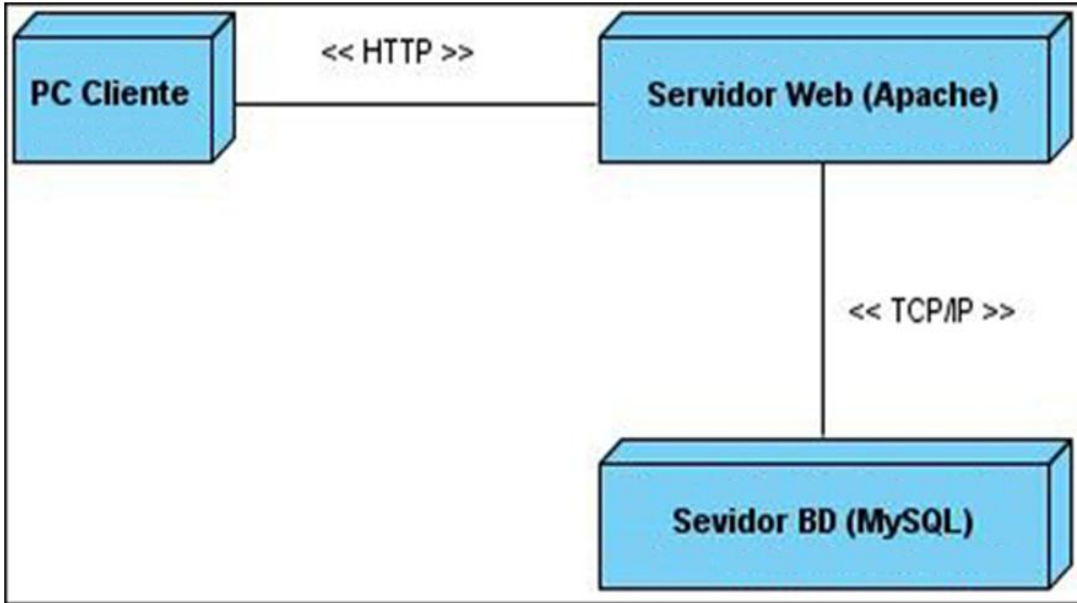 << HTTP >>
PC Cliente
Servidor Web (Apache)
<< TCP/IP >>
Sevidor BD (MySQL)